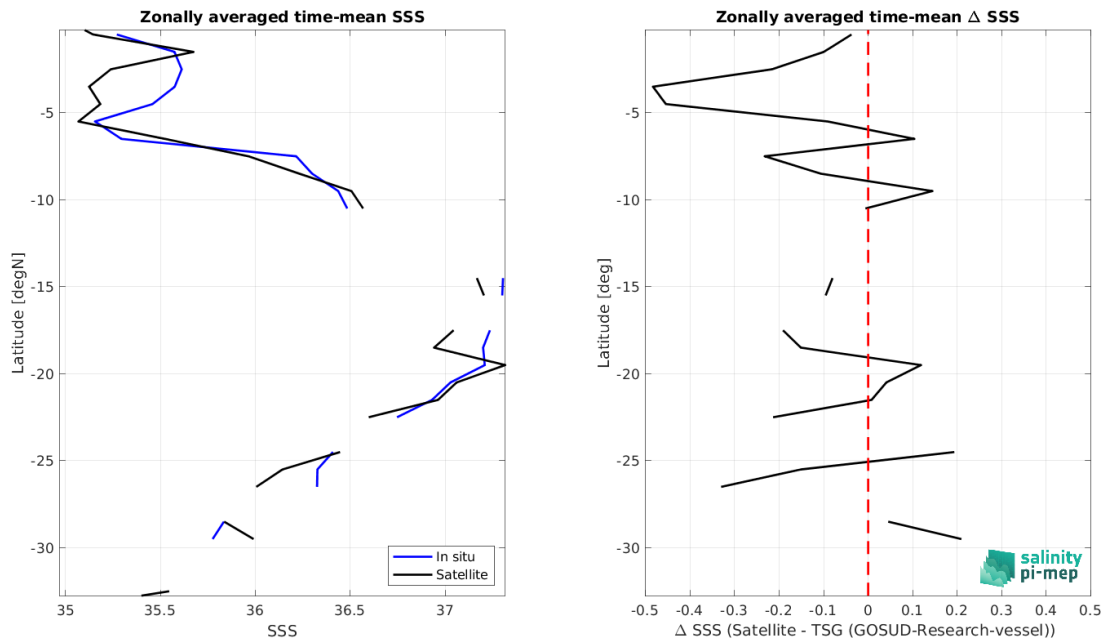 Zonally averaged time-mean SSS
-5
-10
-15
-20
-25
-30
Latitude [degN]
35
35.5
36
36.5
37
SSS
In situ
Satellite
Zonally averaged time-mean Δ SSS
-5
-10
-15
-20
-25
-30
Latitude [deg]
-0.5
-0.4
-0.3
-0.2
-0.1
0
0.1
0.2
0.3
0.4
0.5
Δ SSS (Satellite - TSG (GOSUD-Research-vessel))
salinity
pi-mep